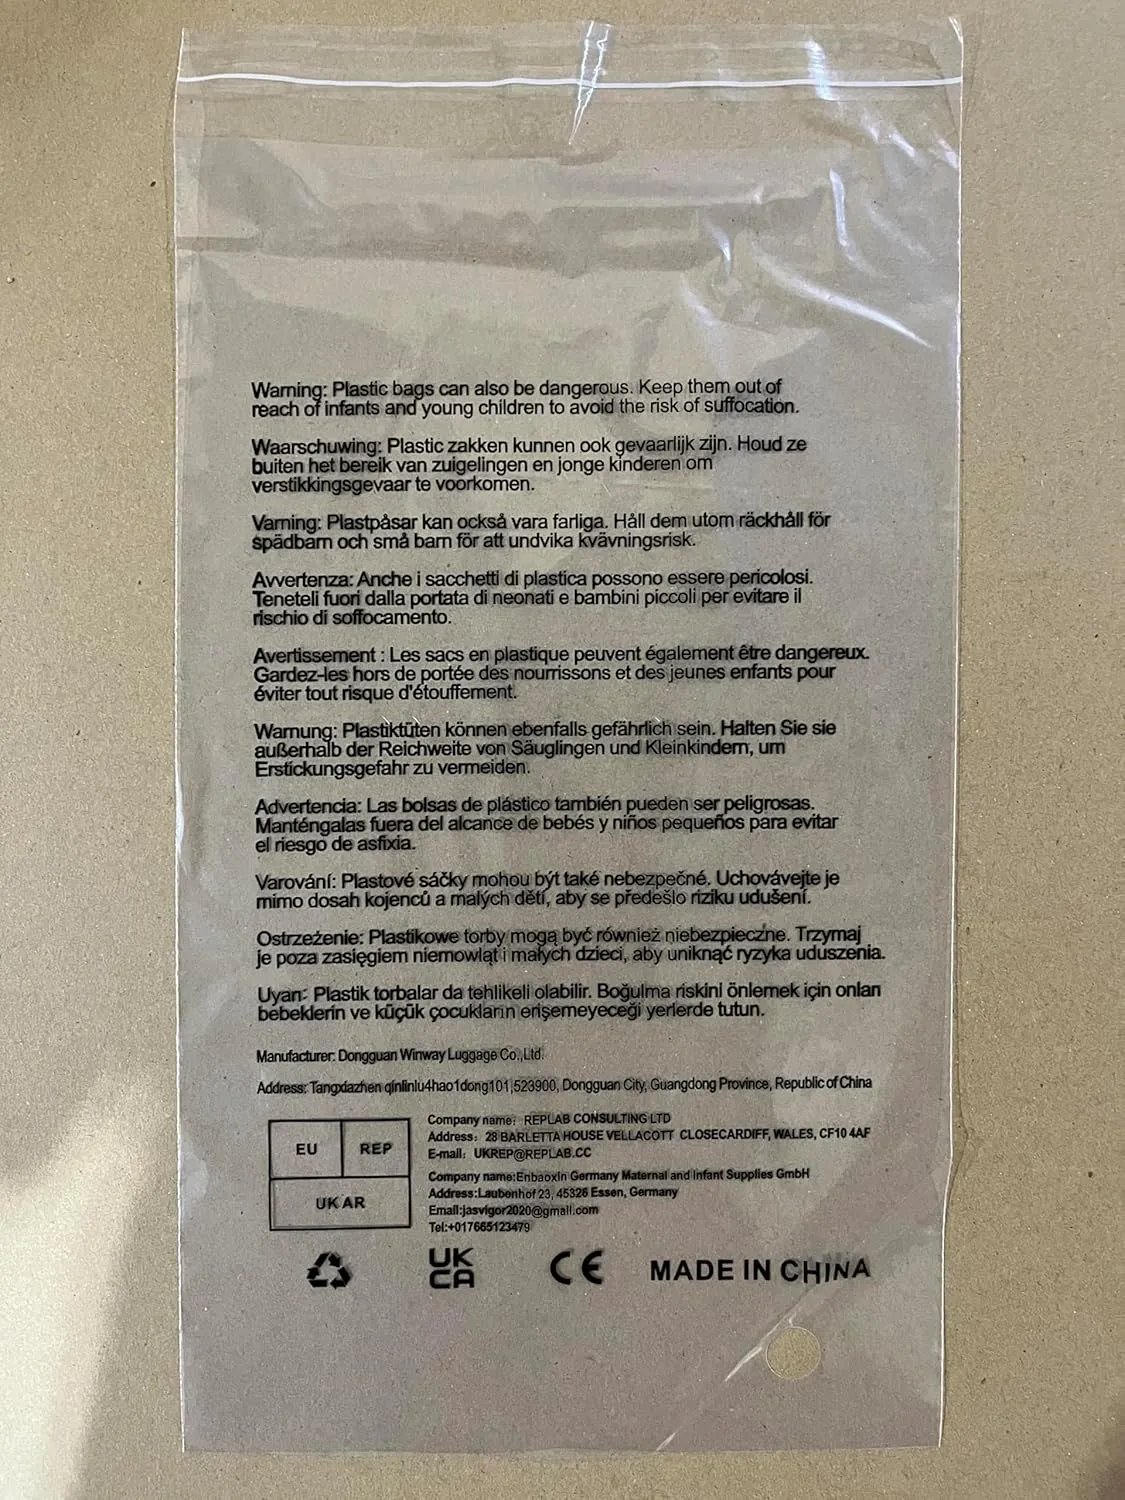 Warning: Plastic bags can also be dangerous. Keep them out of
reach of infants and young children to avoid the risk of suffocation.
Waarschuwing: Plastic zakken kunnen ook gevaarlijk zijn. Houd ze
buiten het bereik van zuigelingen en jonge kinderen om
verstikkingsgevaar te voorkomen.
Varning: Plastpåsar kan också vara farliga. Håll dem utom räckhåll för
spädbarn och små barn för att undvika kvävningsrisk.
Avvertenza: Anche i sacchetti di plastica possono essere pericolosi.
Teneteli fuori dalla portata di neonati e bambini piccoli per evitare il
rischio di soffocamento.
Avertissement : Les sacs en plastique peuvent également être dangereux.
Gardez-les hors de portée des nourrissons et des jeunes enfants pour
éviter tout risque d'étouffement.
Warnung: Plastiktüten können ebenfalls gefährlich sein. Halten Sie sie
außerhalb der Reichweite von Säuglingen und Kleinkindern, um
Erstickungsgefahr zu vermeiden.
Advertencia: Las bolsas de plástico también pueden ser peligrosas.
Manténgalas fuera del alcance de bebés y niños pequeños para evitar
el riesgo de asfixia.
Varování: Plastové sáčky mohou být také nebezpečné. Uchovávejte je
mimo dosah kojenců a malých dětí, aby se předešlo riziku udušení.
Ostrzeżenie: Plastikowe torby mogą być również niebezpieczne. Trzymaj
je poza zasięgiem niemowląt i małych dzieci, aby uniknąć ryzyka uduszenia.
Uyarı: Plastik torbalar da tehlikeli olabilir. Boğulma riskini önlemek için onları
bebeklerin ve küçük çocukların erişemeyeceği yerlerde tutun.
Manufacturer: Dongguan Winway Luggage Co.,Ltd.
Address: Tangxiazhen qinlinlu4hao1dong101,523900, Dongguan City, Guangdong Province, Republic of China
EU REP
UK AR
Company name: REPLAB CONSULTING LTD
Address: 28 BARLETTA HOUSE VELLACOTT CLOSECARDIFF, WALES, CF10 4AF
E-mail: UKREP@REPLAB.CC
Company name:Enbaoxin Germany Maternal and Infant Supplies GmbH
Address:Laubenhof 23, 45326 Essen, Germany
Email:jasvigor2020@gmail.com
Tel:+017665123479
UK
CA
CE
MADE IN CHINA